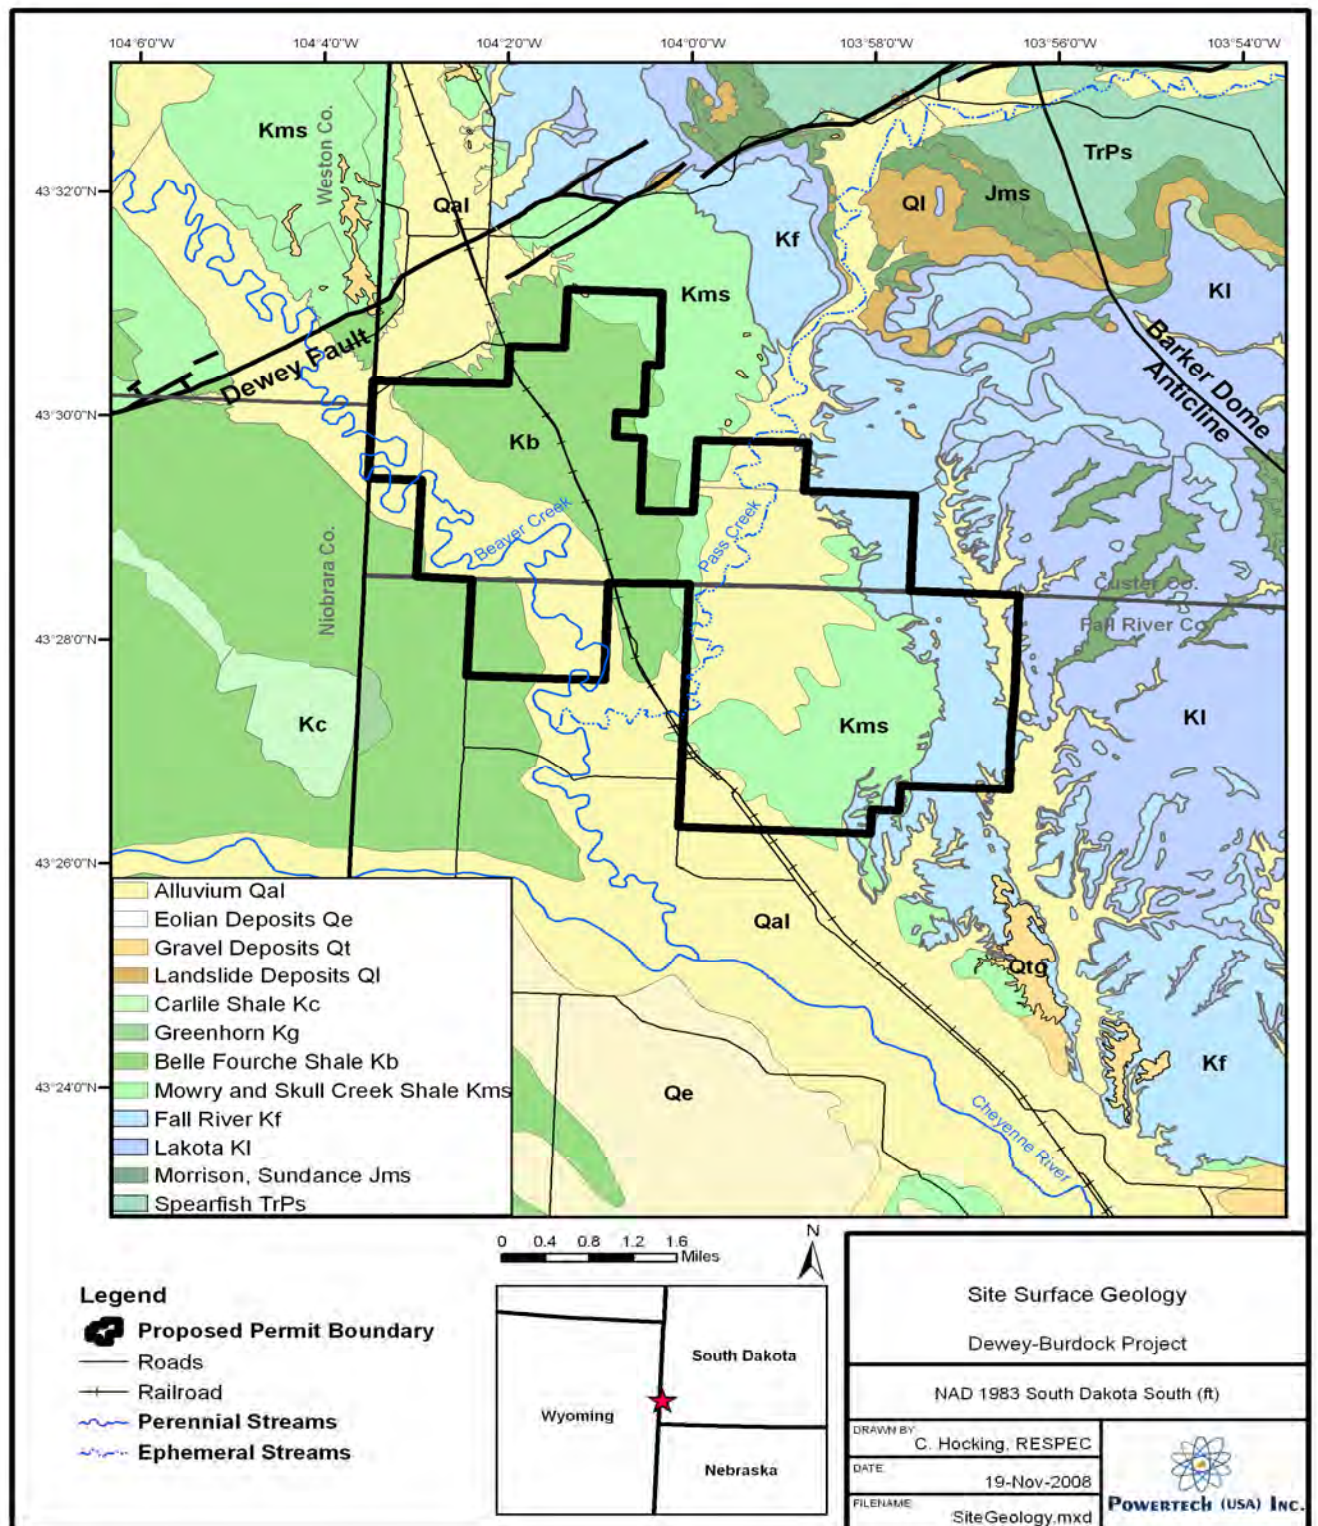 104°6'0"W
104°4'0"W
104°2'0"W
104°0'0"W
103°58'0"W
103°56'0"W
103°54'0"W
43°32'0"N
43°30'0"N
43°28'0"N
43°26'0"N
43°24'0"N
Kms
Weston Co.
Qal
Kf
Kms
Ql
Jms
TrPs
Kl
Barker Dome
Anticline
Dewey Fault
Kb
Beaver Creek
Pass Creek
Niobrara Co.
Custer Co.
Fall River Co.
Kc
Kms
Kl
Qal
Qtg
Kf
Qe
Cheyenne River
Alluvium Qal
Eolian Deposits Qe
Gravel Deposits Qt
Landslide Deposits Ql
Carlile Shale Kc
Greenhorn Kg
Belle Fourche Shale Kb
Mowry and Skull Creek Shale Kms
Fall River Kf
Lakota Kl
Morrison, Sundance Jms
Spearfish TrPs
0 0.4 0.8 1.2 1.6
Miles
N
Legend
Proposed Permit Boundary
Roads
Railroad
Perennial Streams
Ephemeral Streams
South Dakota
Wyoming
Nebraska
Site Surface Geology
Dewey-Burdock Project
NAD 1983 South Dakota South (ft)
DRAWN BY
C. Hocking, RESPEC
DATE
19-Nov-2008
FILENAME
SiteGeology.mxd
POWERTECH (USA) INC.